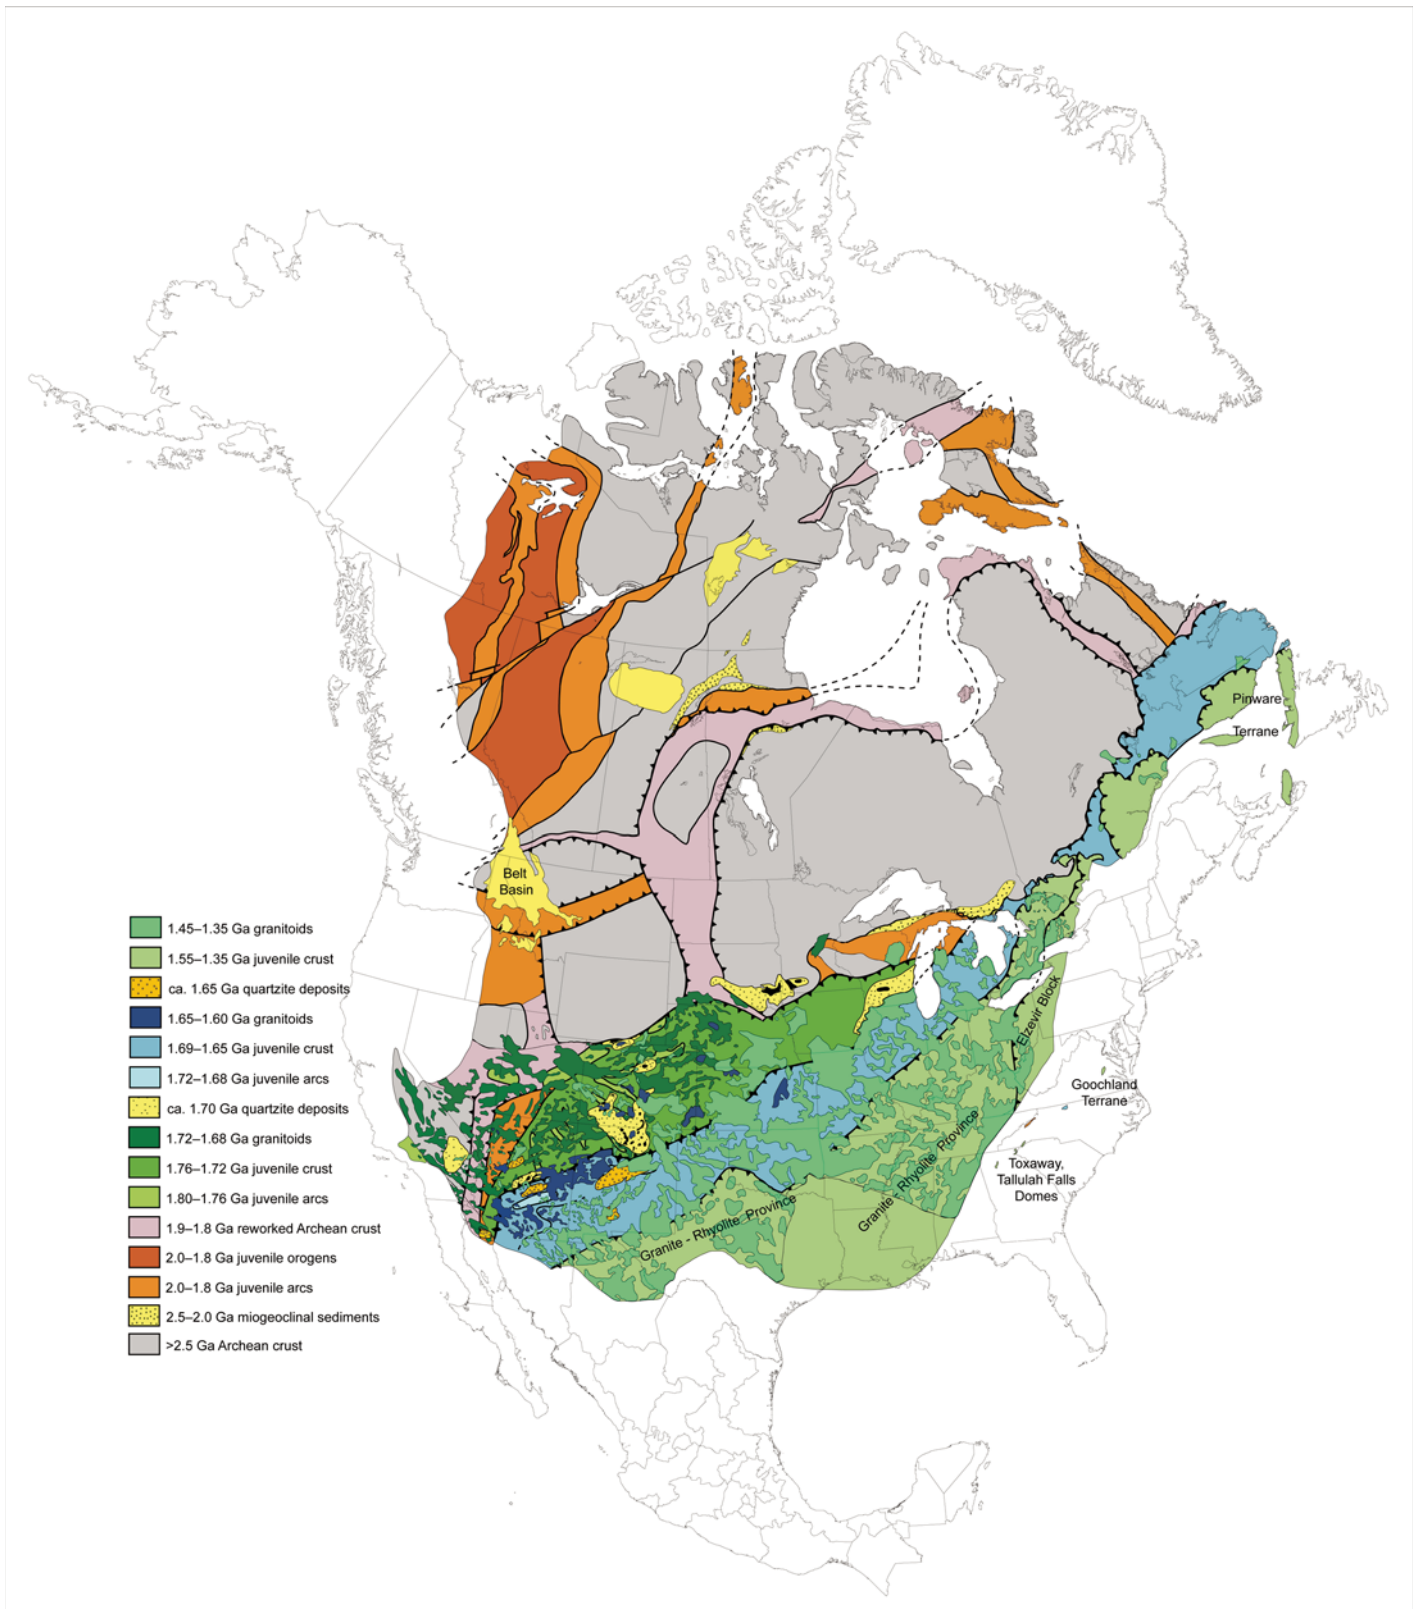 Pinware
Terrane
Belt
Basin
1.45–1.35 Ga granitoids
1.55–1.35 Ga juvenile crust
ca. 1.65 Ga quartzite deposits
1.65–1.60 Ga granitoids
1.69–1.65 Ga juvenile crust
1.72–1.68 Ga juvenile arcs
ca. 1.70 Ga quartzite deposits
1.72–1.68 Ga granitoids
1.76–1.72 Ga juvenile crust
1.80–1.76 Ga juvenile arcs
1.9–1.8 Ga reworked Archean crust
2.0–1.8 Ga juvenile orogens
2.0–1.8 Ga juvenile arcs
2.5–2.0 Ga miogeoclinal sediments
>2.5 Ga Archean crust
Elzevir Block
Goochland
Terrane
Toxaway,
Tallulah Falls
Domes
Granite - Rhyolite Province
Granite - Rhyolite Province